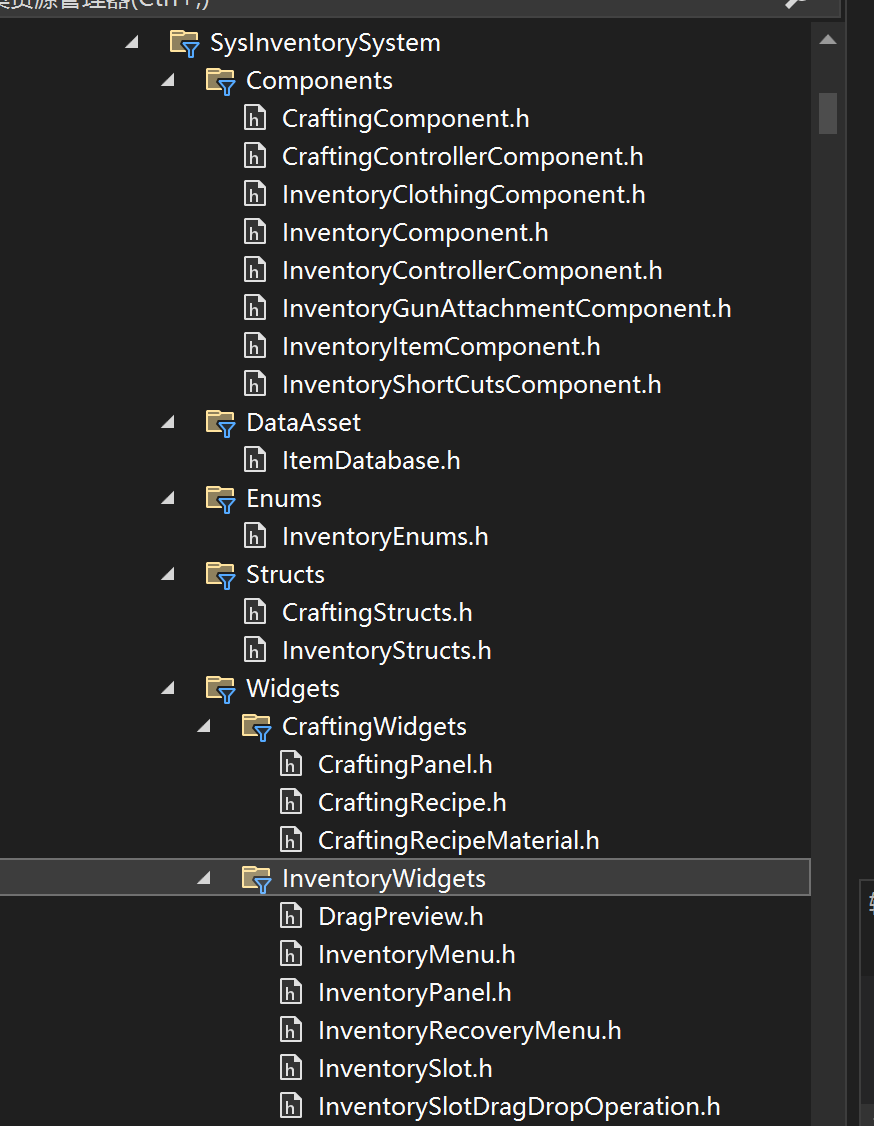 资源管理器(Ctrl+;)
SysInventorySystem
Components
CraftingComponent.h
CraftingControllerComponent.h
InventoryClothingComponent.h
InventoryComponent.h
InventoryControllerComponent.h
InventoryGunAttachmentComponent.h
InventoryItemComponent.h
InventoryShortCutsComponent.h
DataAsset
ItemDatabase.h
Enums
InventoryEnums.h
Structs
CraftingStructs.h
InventoryStructs.h
Widgets
CraftingWidgets
CraftingPanel.h
CraftingRecipe.h
CraftingRecipeMaterial.h
InventoryWidgets
DragPreview.h
InventoryMenu.h
InventoryPanel.h
InventoryRecoveryMenu.h
InventorySlot.h
InventorySlotDragDropOperation.h